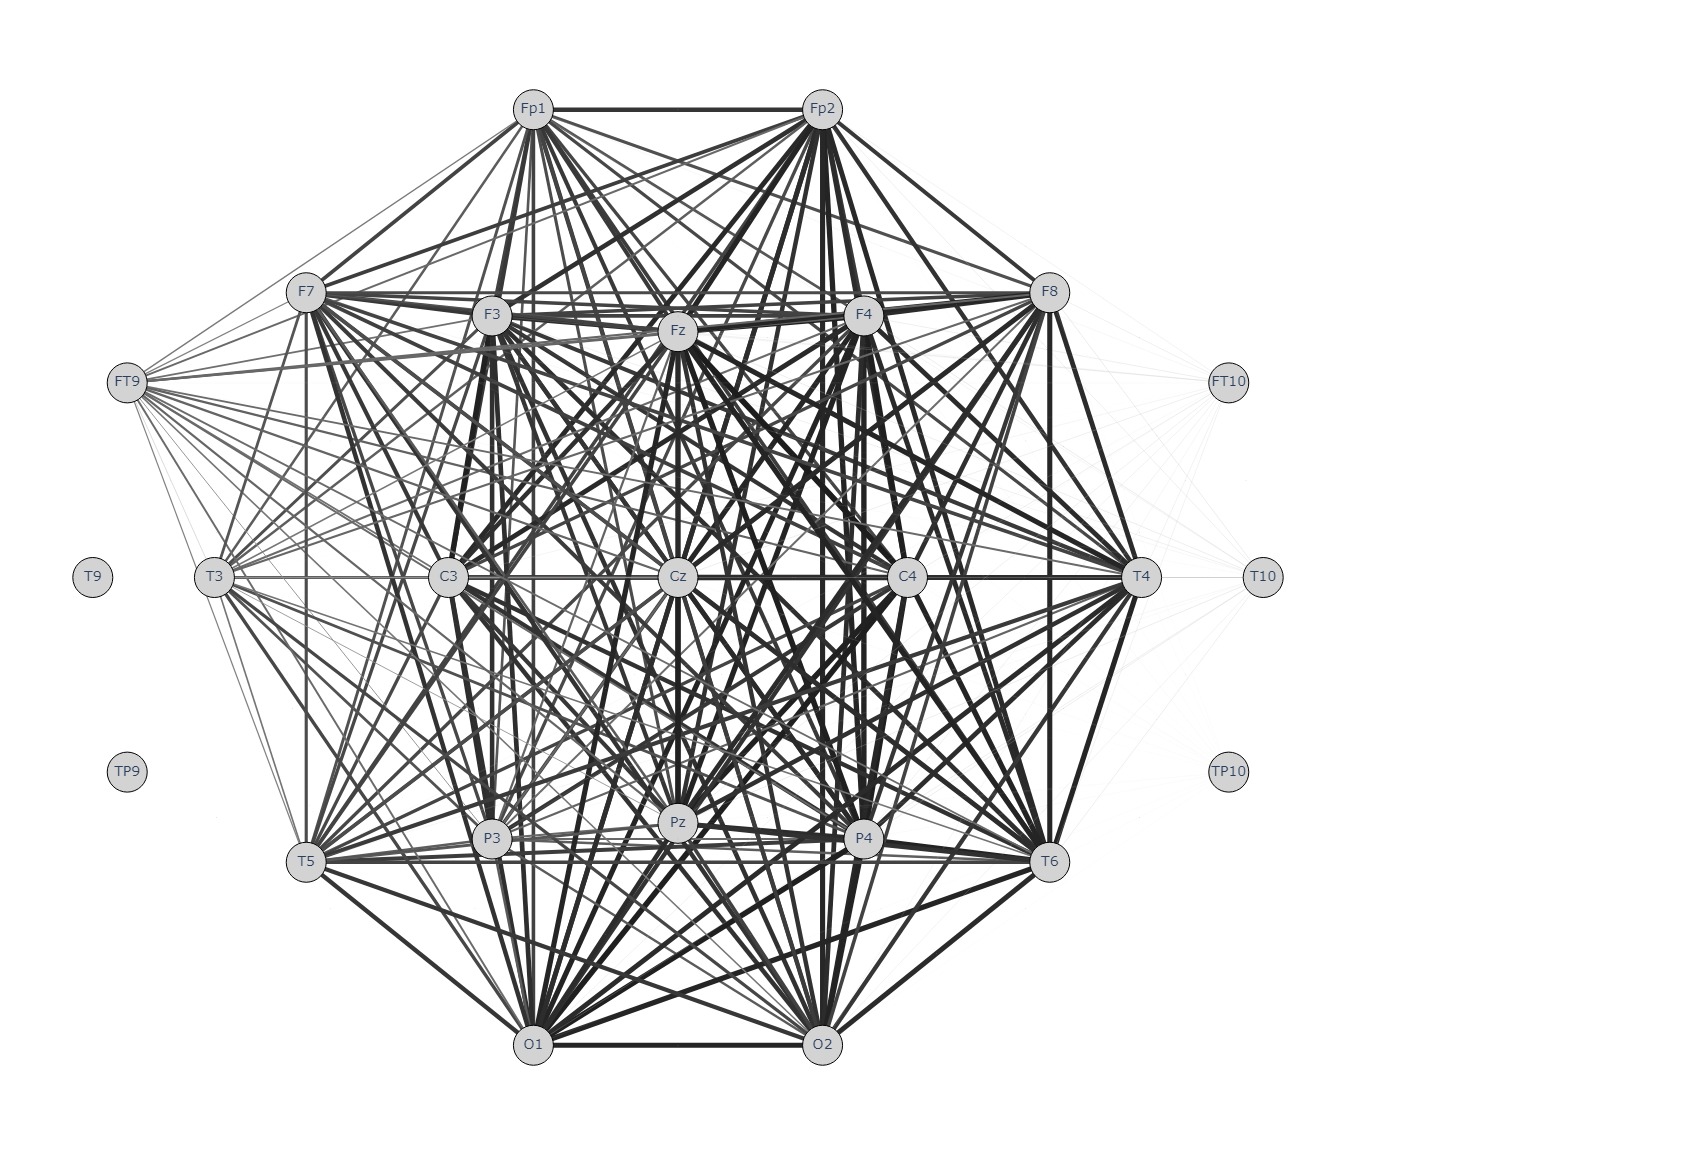 Fp1 Fp2
F7 F3 Fz F4 F8
FT9 FT10
T9 T3 C3 Cz C4 T4 T10
TP9 TP10
T5 P3 Pz P4 T6
O1 O2